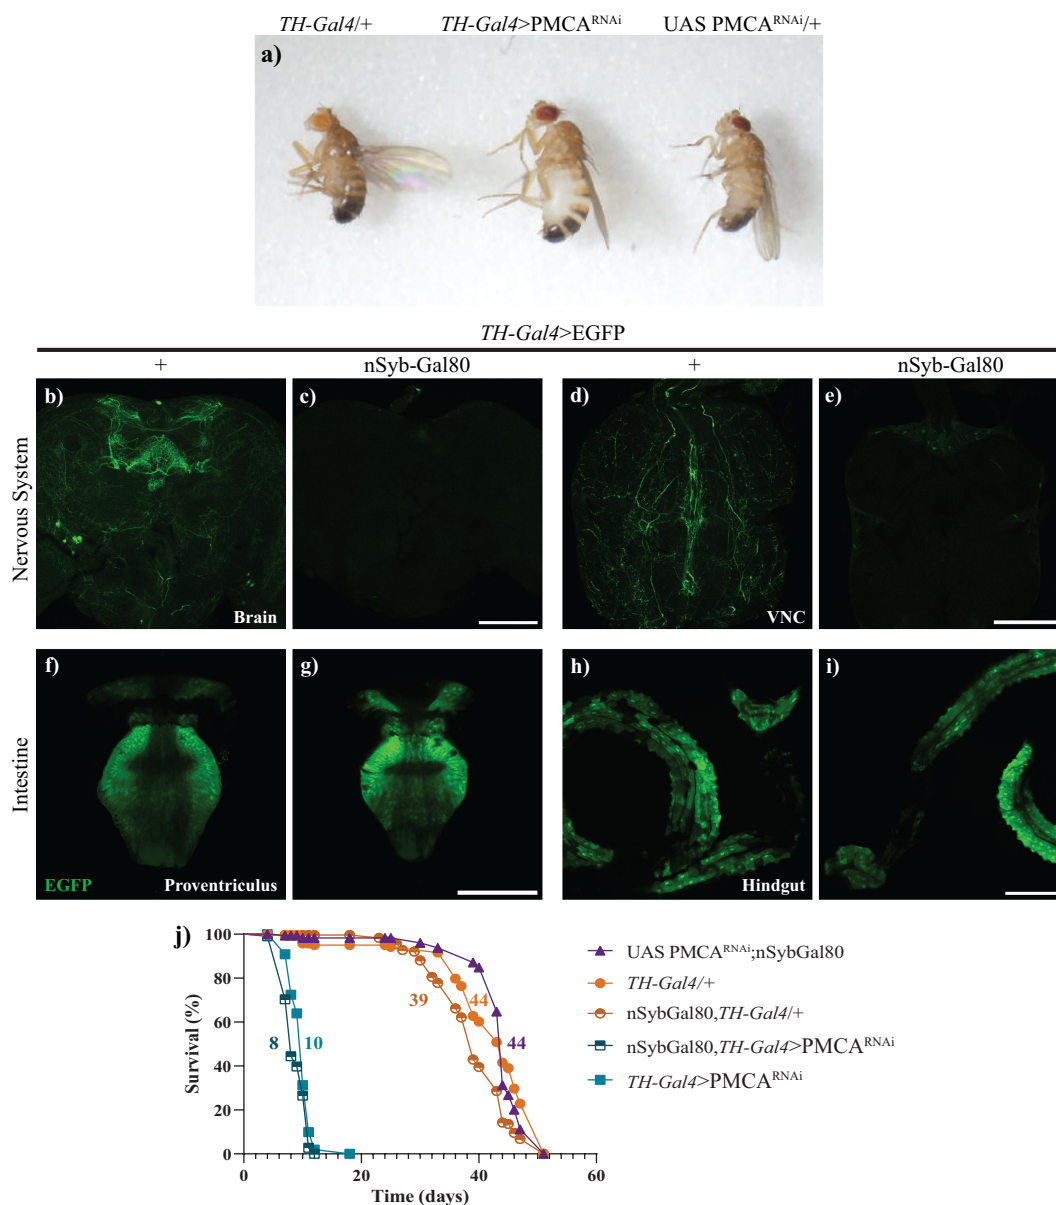 TH-Gal4/+ TH-Gal4>PMCA^RNAi UAS PMCA^RNAi/+
a)
TH-Gal4>EGFP
+ nSyb-Gal80 + nSyb-Gal80
Nervous System
b) c) d) e)
Brain VNC
Intestine
f) g) h) i)
EGFP Proventriculus Hindgut
j)
Survival (%)
100
80
60
40
20
0
0 20 40 60
Time (days)
8 10 39 44 44
UAS PMCA^RNAi;nSybGal80
TH-Gal4/+
nSybGal80,TH-Gal4/+
nSybGal80,TH-Gal4>PMCA^RNAi
TH-Gal4>PMCA^RNAi